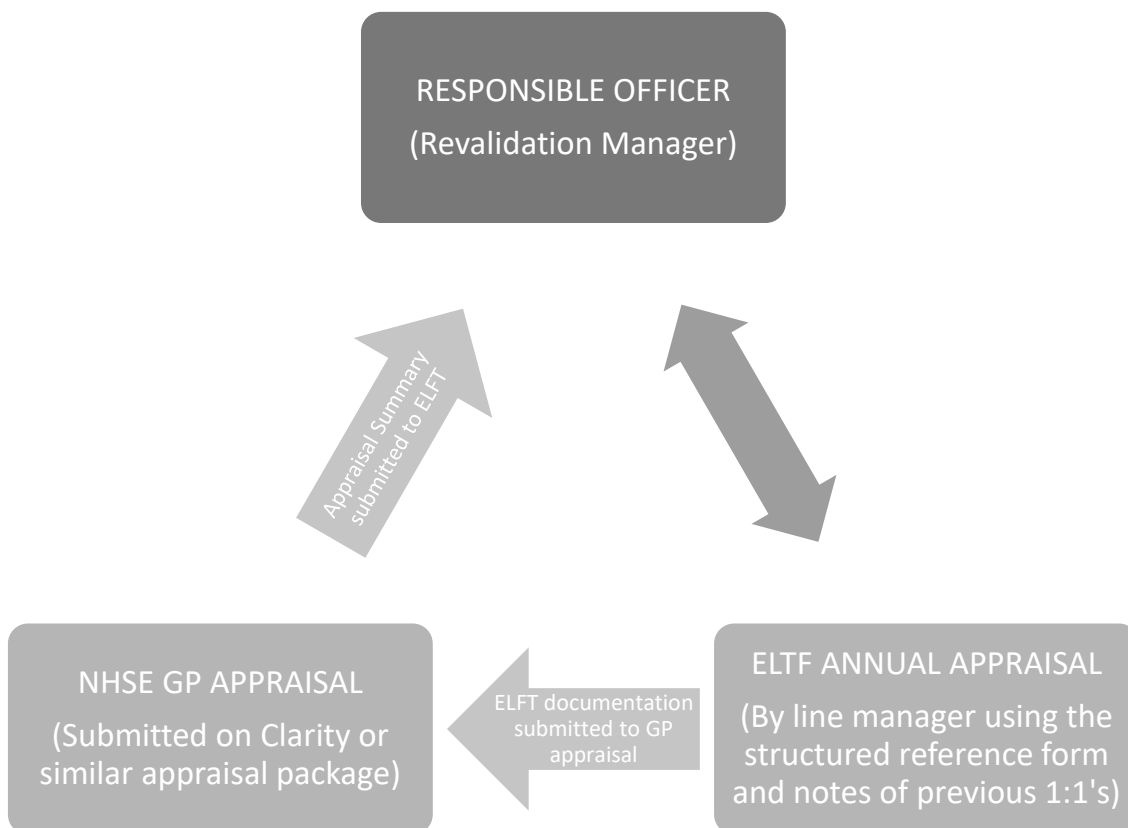 RESPONSIBLE OFFICER
(Revalidation Manager)
Appraisal Summary
submitted to ELFT
NHSE GP APPRAISAL
(Submitted on Clarity or
similar appraisal package)
ELFT documentation
submitted to GP
appraisal
ELTF ANNUAL APPRAISAL
(By line manager using the
structured reference form
and notes of previous 1:1's)